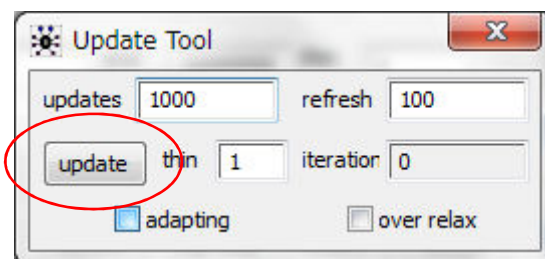 Update Tool
updates 1000 refresh 100
update thin 1 iteration 0
adapting over relax